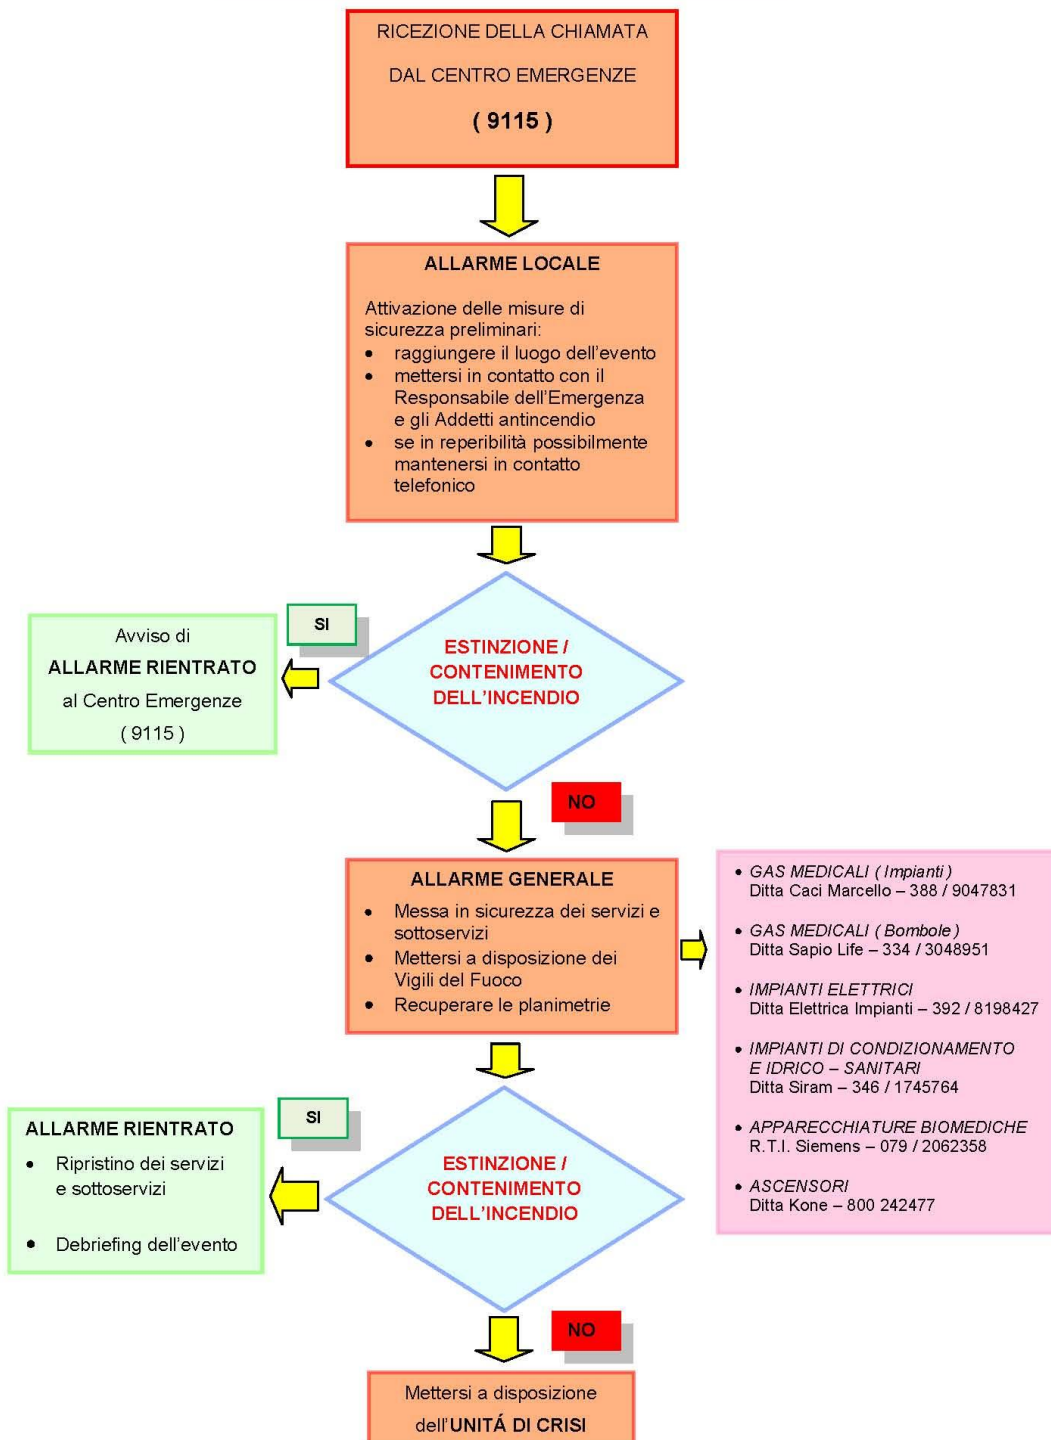 RICEZIONE DELLA CHIAMATA
DAL CENTRO EMERGENZE
( 9115 )
ALLARME LOCALE
Attivazione delle misure di
sicurezza preliminari:
• raggiungere il luogo dell'evento
• mettersi in contatto con il
Responsabile dell'Emergenza
e gli Addetti antincendio
• se in reperibilità possibilmente
mantenersi in contatto
telefonico
ESTINZIONE /
CONTENIMENTO
DELL'INCENDIO
SI
Avviso di
ALLARME RIENTRATO
al Centro Emergenze
( 9115 )
NO
ALLARME GENERALE
• Messa in sicurezza dei servizi e
sottoservizi
• Mettersi a disposizione dei
Vigili del Fuoco
• Recuperare le planimetrie
• GAS MEDICALI ( Impianti )
Ditta Caci Marcello – 388 / 9047831
• GAS MEDICALI ( Bombole )
Ditta Sapio Life – 334 / 3048951
• IMPIANTI ELETTRICI
Ditta Elettrica Impianti – 392 / 8198427
• IMPIANTI DI CONDIZIONAMENTO
E IDRICO – SANITARI
Ditta Siram – 346 / 1745764
• APPARECCHIATURE BIOMEDICHE
R.T.I. Siemens – 079 / 2062358
• ASCENSORI
Ditta Kone – 800 242477
ESTINZIONE /
CONTENIMENTO
DELL'INCENDIO
SI
ALLARME RIENTRATO
• Ripristino dei servizi
e sottoservizi
• Debriefing dell'evento
NO
Mettersi a disposizione
dell'UNITÁ DI CRISI